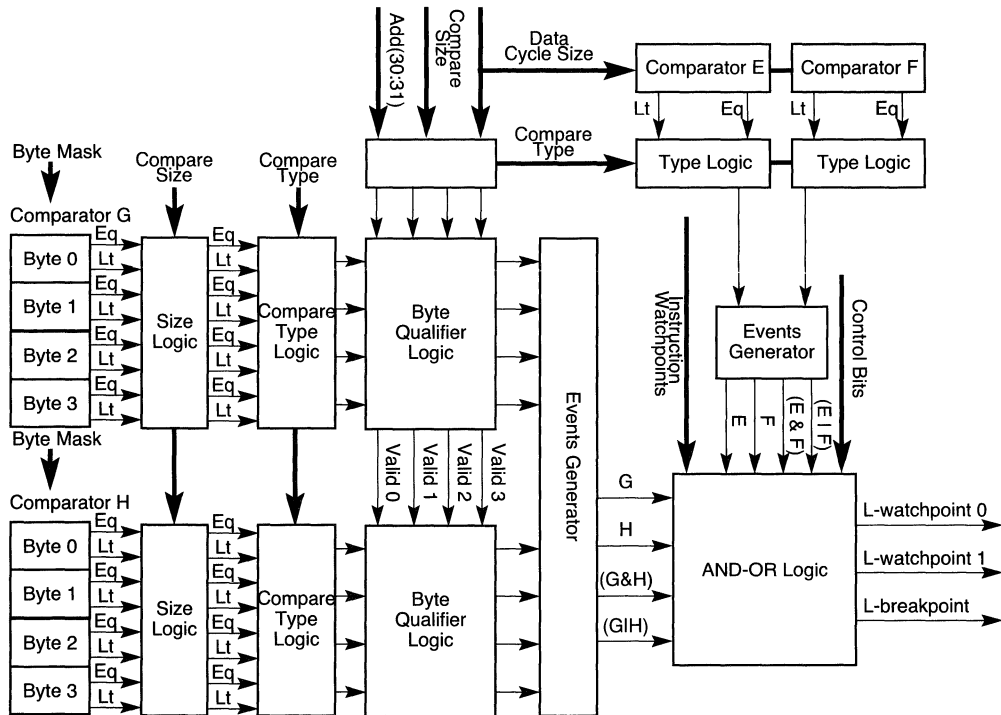 Add(30:31)
Compare
Size
Data
Cycle Size
Comparator E
Comparator F
Lt
Eq
Lt
Eq
Compare
Type
Type Logic
Type Logic
Byte Mask
Compare
Size
Compare
Type
Comparator G
Byte 0
Byte 1
Byte 2
Byte 3
Eq
Lt
Eq
Lt
Eq
Lt
Eq
Lt
Size
Logic
Eq
Lt
Eq
Lt
Eq
Lt
Eq
Lt
Compare
Type
Logic
Byte
Qualifier
Logic
Events Generator
Instruction
Watchpoints
Events
Generator
Control Bits
E
F
(E & F)
(E | F)
Valid 0
Valid 1
Valid 2
Valid 3
Byte Mask
Comparator H
Byte 0
Byte 1
Byte 2
Byte 3
Eq
Lt
Eq
Lt
Eq
Lt
Eq
Lt
Size
Logic
Eq
Lt
Eq
Lt
Eq
Lt
Eq
Lt
Compare
Type
Logic
Byte
Qualifier
Logic
G
H
(G&H)
(G|H)
AND-OR Logic
L-watchpoint 0
L-watchpoint 1
L-breakpoint